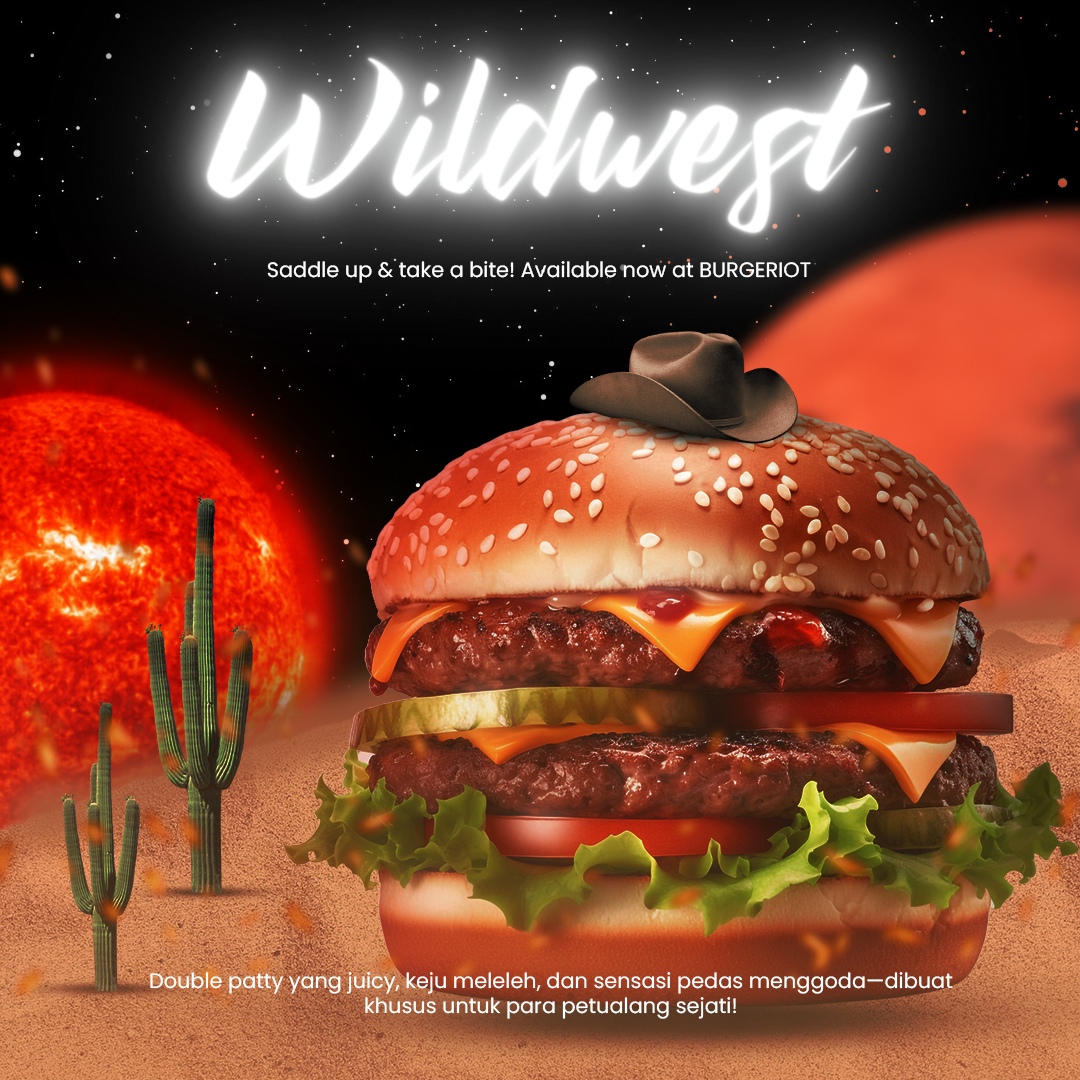 Wildwest
Saddle up & take a bite! Available now at BURGERIOT
Double patty yang juicy, keju meleleh, dan sensasi pedas menggoda—dibuat
khusus untuk para petualang sejati!